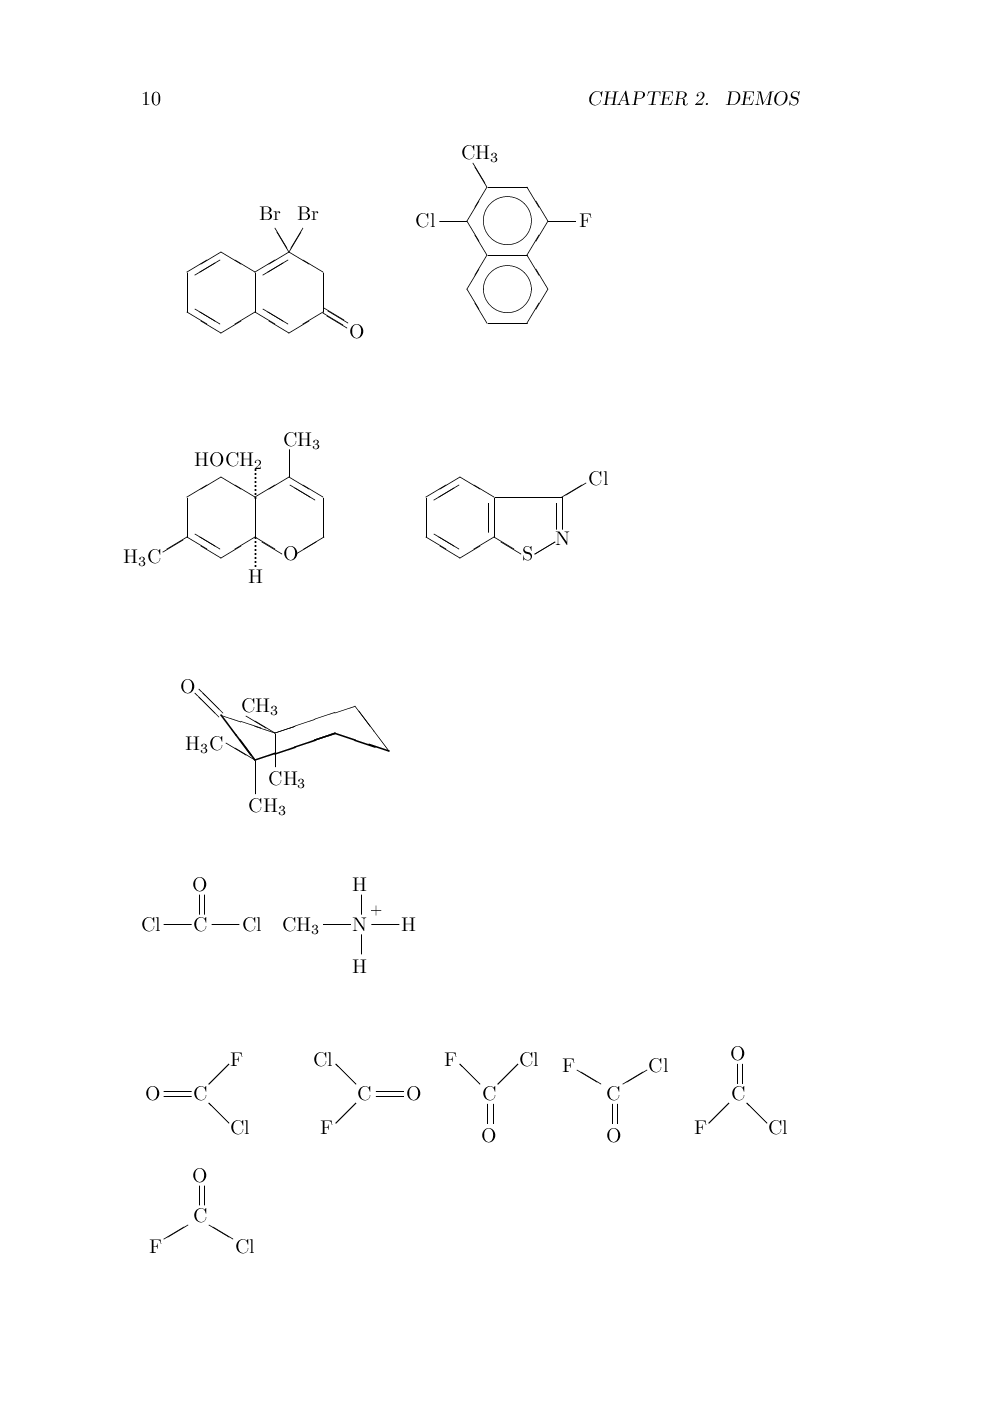 10 CHAPTER 2. DEMOS
CH3
Br Br
Cl F
O
CH3
HOCH2
Cl
N
O S
H3C
H
O
CH3
H3C
CH3
CH3
O H
+
Cl C Cl CH3 N H
H
O
F Cl F Cl
F Cl
O C C O C C C
Cl F F Cl
O O
O
C
F Cl